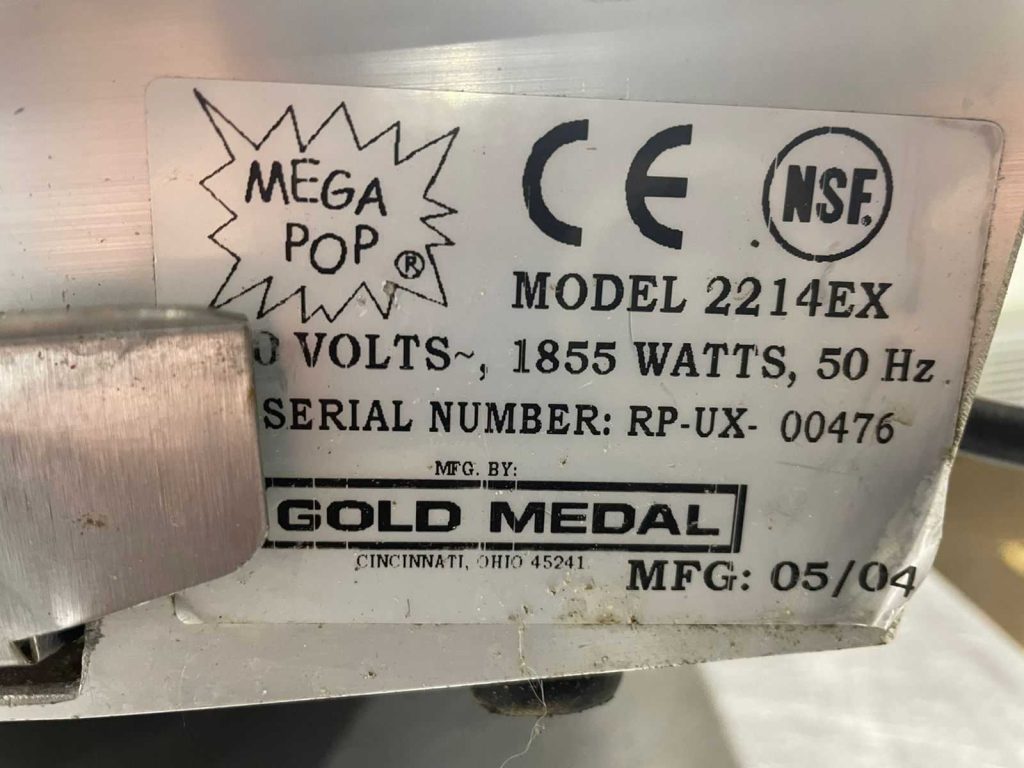 MEGA
POP®
CE
NSF®
MODEL 2214EX
0 VOLTS~, 1855 WATTS, 50 Hz
SERIAL NUMBER: RP-UX- 00476
MFG. BY:
GOLD MEDAL
CINCINNATI, OHIO 45241
MFG: 05/04